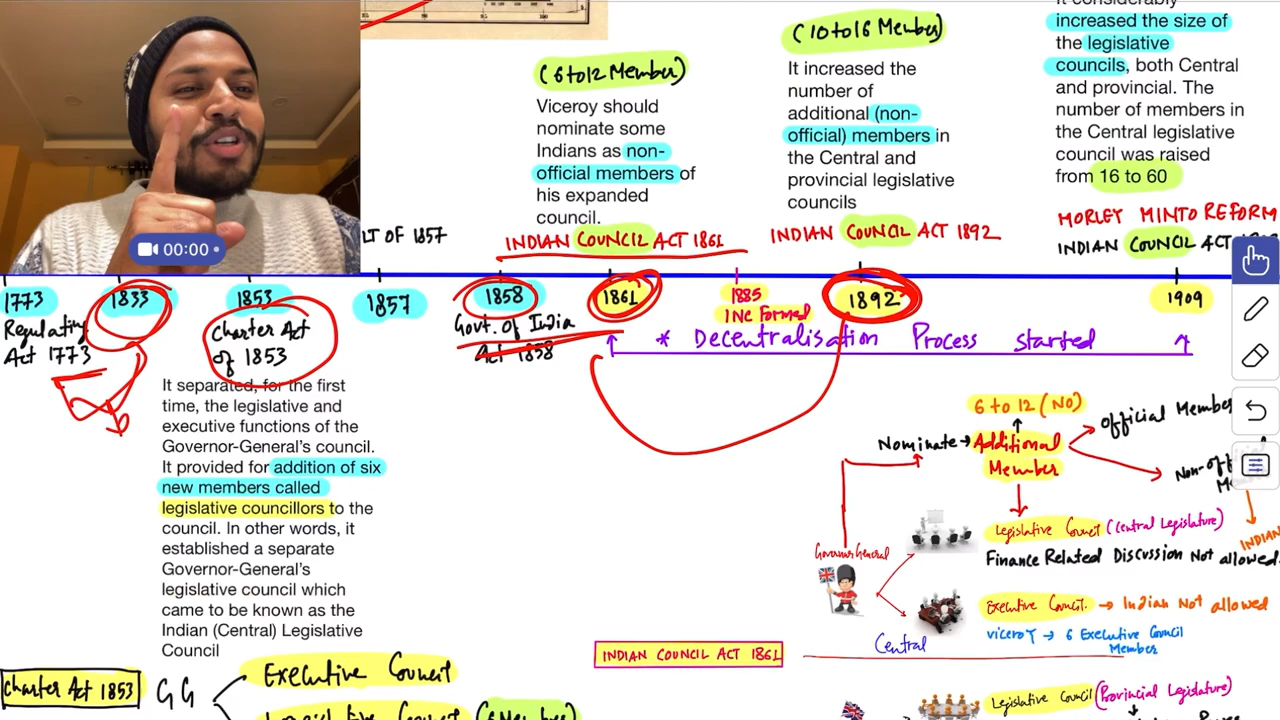 (6 to 12 Member)
Viceroy should
nominate some
Indians as non-
official members of
his expanded
council.
INDIAN COUNCIL ACT 1861
(10 to 16 Member)
It increased the
number of
additional (non-
official) members in
the Central and
provincial legislative
councils
INDIAN COUNCIL ACT 1892
It considerably
increased the size of
the legislative
councils, both Central
and provincial. The
number of members in
the Central legislative
council was raised
from 16 to 60
MORLEY MINTO REFORM
INDIAN COUNCIL ACT
00:00
LT OF 1857
1773
1833
1853
1857
1858
1861
1885
1892
1909
Regulating
Act 1773
Charter Act
of 1853
Govt. of India
Act 1858
INC Formed
* Decentralisation Process started
It separated, for the first
time, the legislative and
executive functions of the
Governor-General's council.
It provided for addition of six
new members called
legislative councillors to the
council. In other words, it
established a separate
Governor-General's
legislative council which
came to be known as the
Indian (Central) Legislative
Council
6 to 12 (NO)
Nominate
Additional
Member
Official Member
Non-off
Governor General
Legislative Council (Central Legislature)
Finance Related Discussion Not allowed.
INDIAN
Executive Council. → Indian Not allowed
Viceroy → 6 Executive Council
Member
Central
INDIAN COUNCIL ACT 1861
Charter Act 1853
GG
Executive Council
Legislative Council (6 Member)
Legislative Council (Provincial Legislature)